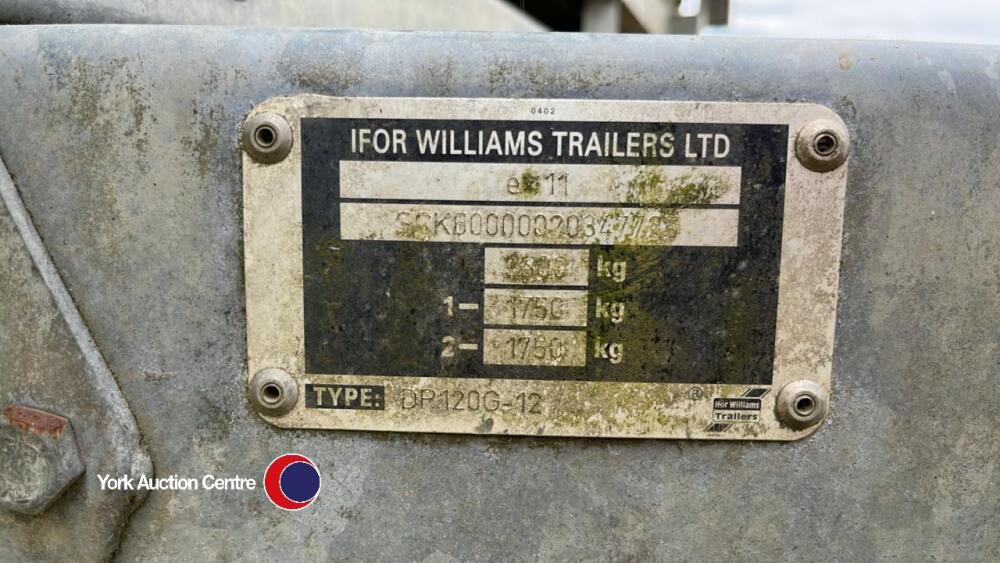 0402
IFOR WILLIAMS TRAILERS LTD
kg
1- 1750 kg
2- 1750 kg
TYPE: DP120G-12
®
Ifor Williams
Trailers
York Auction Centre